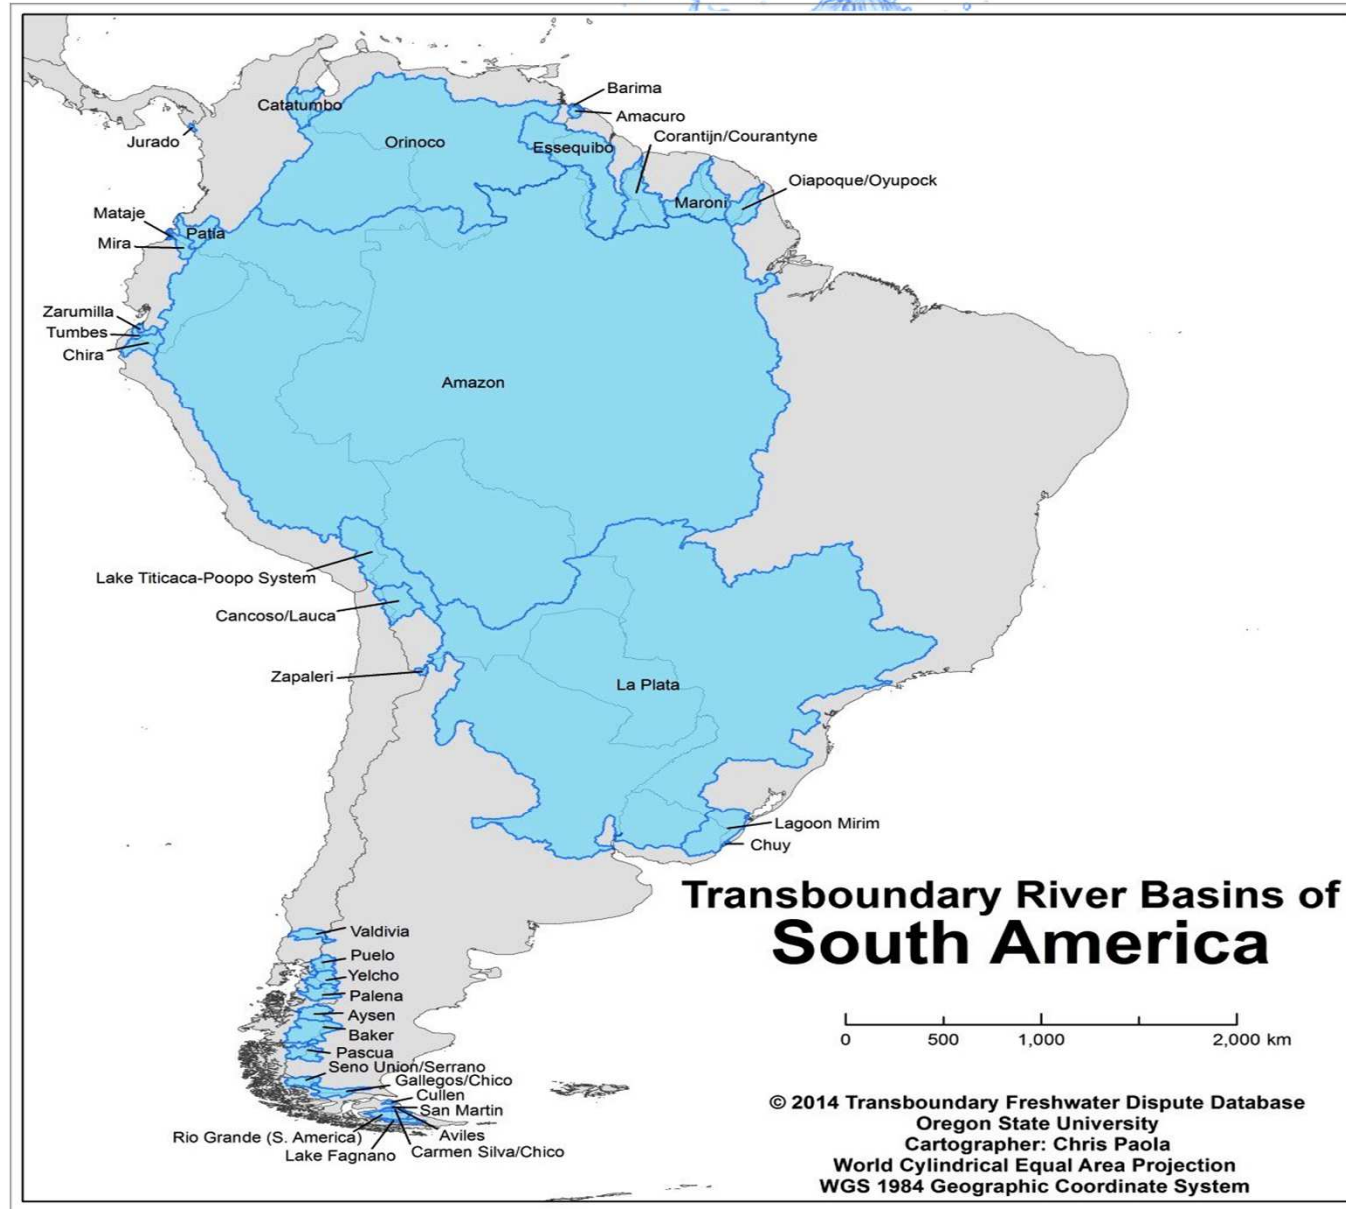 Barima
Catatumbo
Amacuro
Corantijn/Courantyne
Jurado
Orinoco
Essequibo
Oiapoque/Oyupock
Maroni
Mataje
Patia
Mira
Zarumilla
Tumbes
Chira
Amazon
Lake Titicaca-Poopo System
Cancoso/Lauca
Zapaleri
La Plata
Lagoon Mirim
Chuy
Transboundary River Basins of
South America
Valdivia
Puelo
Yelcho
Palena
Aysen
Baker
Pascua
Seno Union/Serrano
Gallegos/Chico
Cullen
San Martin
Aviles
Rio Grande (S. America)
Carmen Silva/Chico
Lake Fagnano
0 500 1,000 2,000 km
© 2014 Transboundary Freshwater Dispute Database
Oregon State University
Cartographer: Chris Paola
World Cylindrical Equal Area Projection
WGS 1984 Geographic Coordinate System